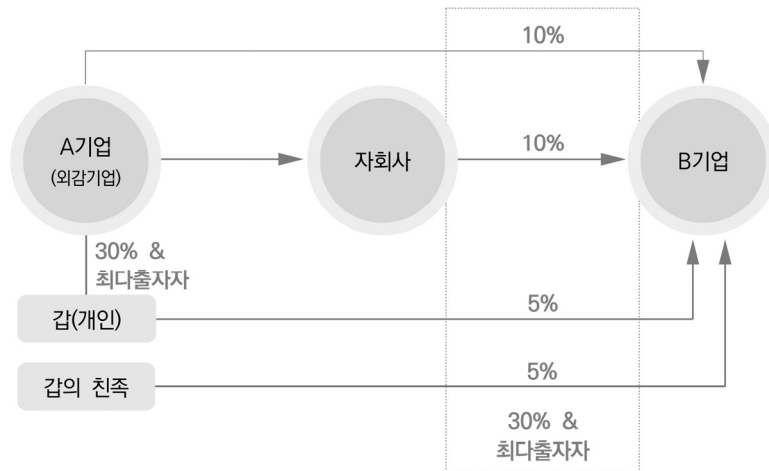 10%
A기업
(외감기업)
자회사
10%
B기업
30% &
최다출자자
갑(개인)
5%
갑의 친족
5%
30% &
최다출자자